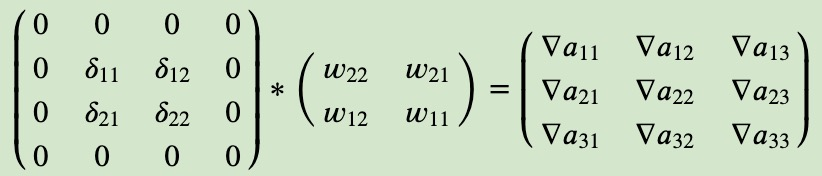 0 0 0 0
0 δ₁₁ δ₁₂ 0
0 δ₂₁ δ₂₂ 0
0 0 0 0
*
w₂₂ w₂₁
w₁₂ w₁₁
=
∇a₁₁ ∇a₁₂ ∇a₁₃
∇a₂₁ ∇a₂₂ ∇a₂₃
∇a₃₁ ∇a₃₂ ∇a₃₃